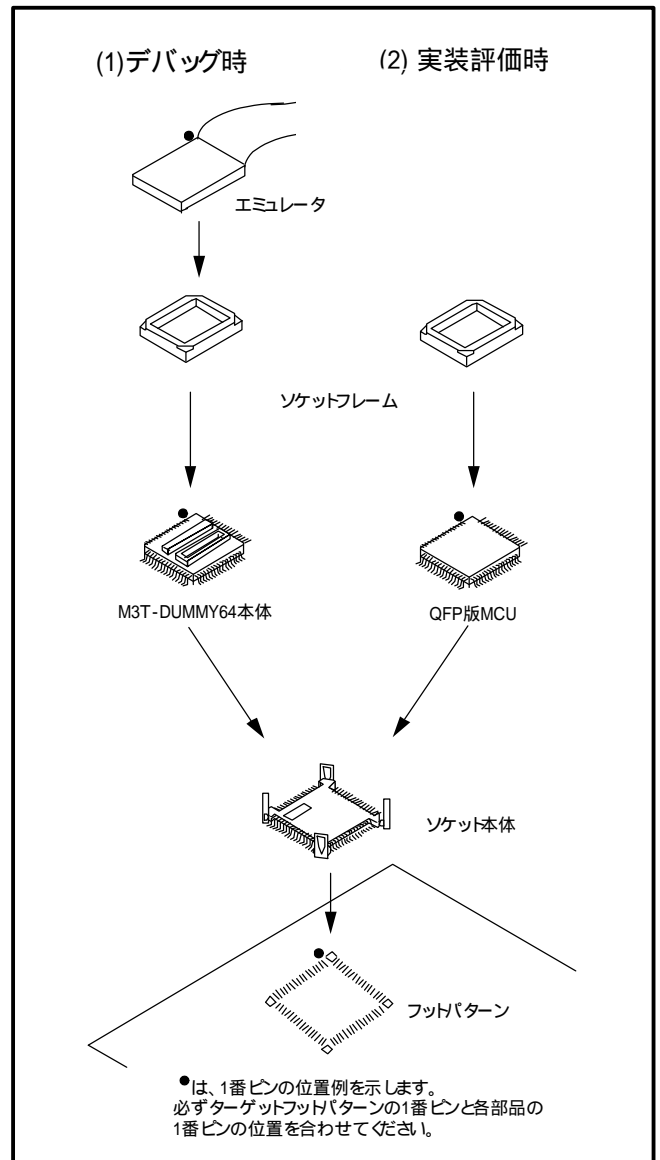 (1)デバッグ時
(2) 実装評価時
エミュレータ
ソケットフレーム
M3T-DUMMY64本体
QFP版MCU
ソケット本体
フットパターン
●は、1番ピンの位置例を示します。
必ずターゲットフットパターンの1番ピンと各部品の
1番ピンの位置を合わせてください。